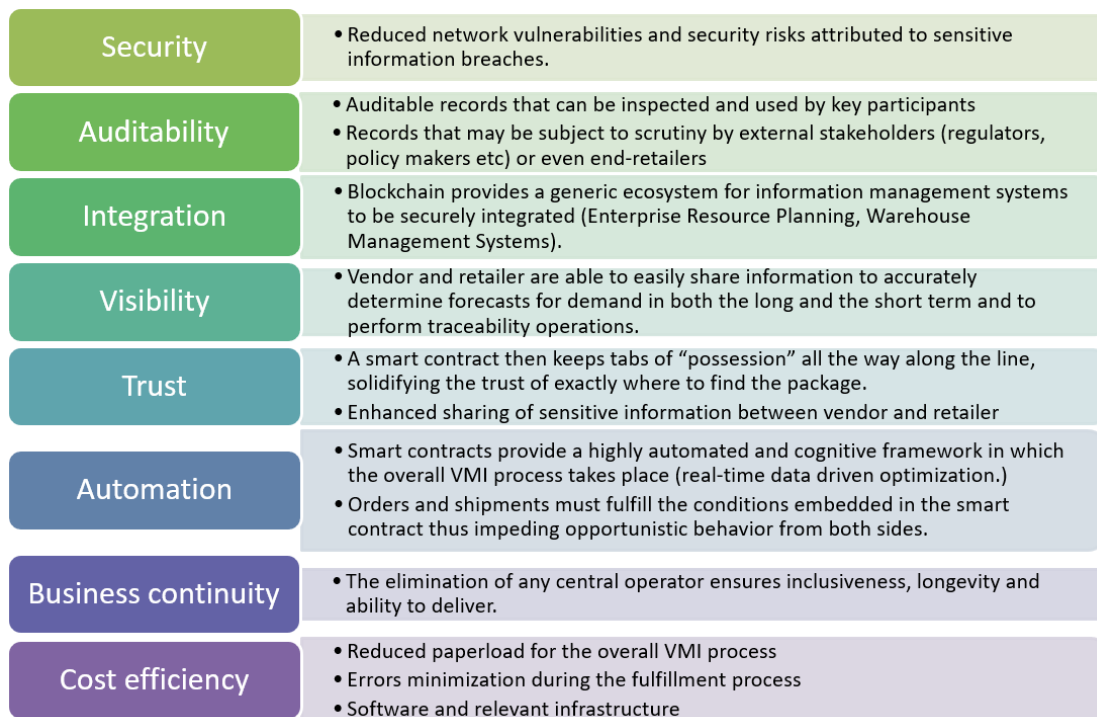 Security
• Reduced network vulnerabilities and security risks attributed to sensitive
information breaches.
Auditability
• Auditable records that can be inspected and used by key participants
• Records that may be subject to scrutiny by external stakeholders (regulators,
policy makers etc) or even end-retailers
Integration
• Blockchain provides a generic ecosystem for information management systems
to be securely integrated (Enterprise Resource Planning, Warehouse
Management Systems).
Visibility
• Vendor and retailer are able to easily share information to accurately
determine forecasts for demand in both the long and the short term and to
perform traceability operations.
Trust
• A smart contract then keeps tabs of “possession” all the way along the line,
solidifying the trust of exactly where to find the package.
• Enhanced sharing of sensitive information between vendor and retailer
Automation
• Smart contracts provide a highly automated and cognitive framework in which
the overall VMI process takes place (real-time data driven optimization.)
• Orders and shipments must fulfill the conditions embedded in the smart
contract thus impeding opportunistic behavior from both sides.
Business continuity
• The elimination of any central operator ensures inclusiveness, longevity and
ability to deliver.
Cost efficiency
• Reduced paperload for the overall VMI process
• Errors minimization during the fulfillment process
• Software and relevant infrastructure